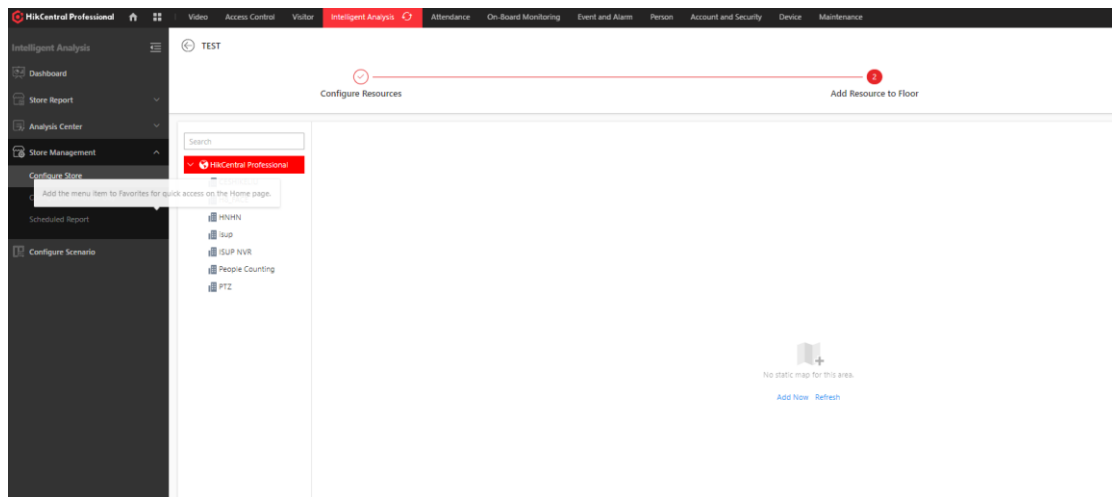 HikCentral Professional
Video Access Control Visitor Intelligent Analysis Attendance On-Board Monitoring Event and Alarm Person Account and Security Device Maintenance
Intelligent Analysis
Dashboard
Store Report
Analysis Center
Store Management
Configure Store
Scheduled Report
Configure Scenario
Add the menu item to Favorites for quick access on the Home page.
TEST
Configure Resources
2
Add Resource to Floor
Search
HikCentral Professional
HNHN
isup
ISUP NVR
People Counting
PTZ
No static map for this area.
Add Now Refresh